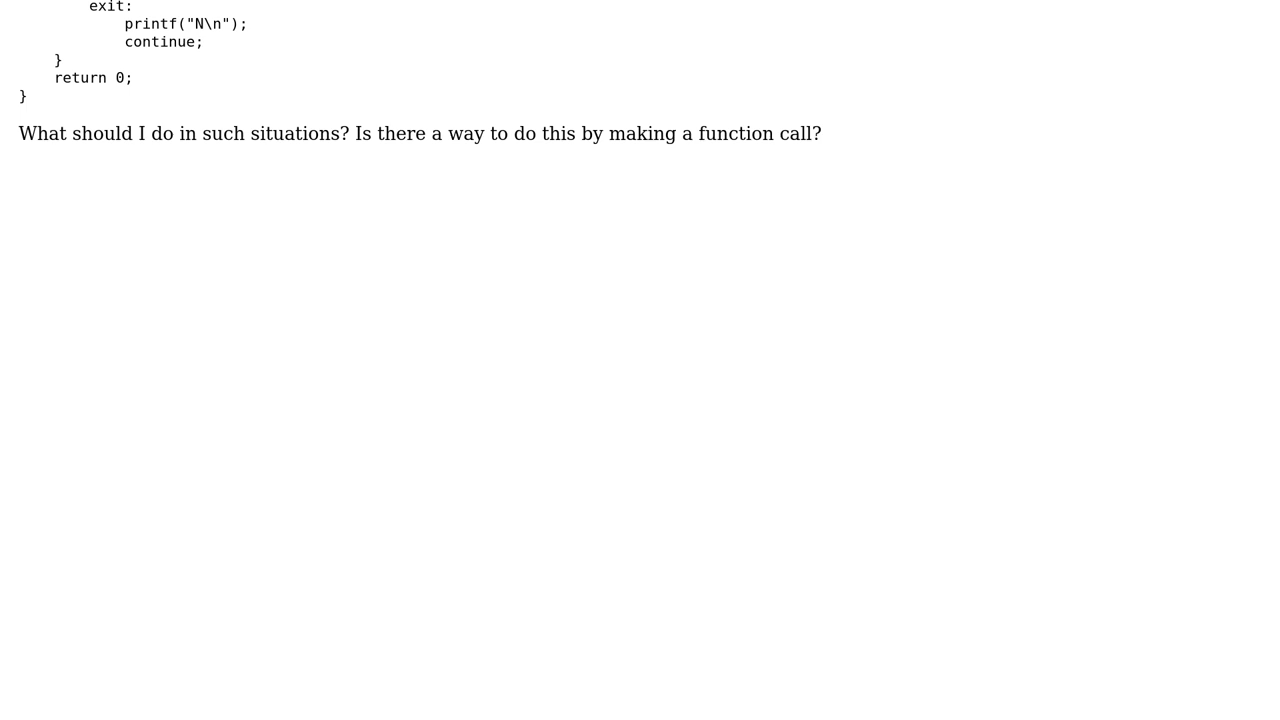 exit:
            printf("N\n");
            continue;
    }
    return 0;
}
What should I do in such situations? Is there a way to do this by making a function call?